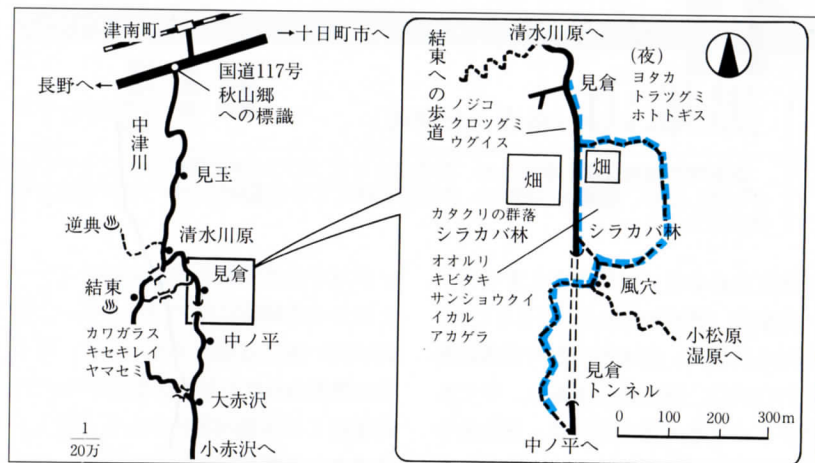 津南町
→十日町市へ
長野へ←
国道117号
秋山郷
への標識
中津川
見玉
逆典
清水川原
結東
見倉
カワガラス
キセキレイ
ヤマセミ
中ノ平
大赤沢
1
20万
小赤沢へ
清水川原へ
結東への歩道
見倉
(夜)
ヨタカ
トラツグミ
ホトトギス
ノジコ
クロツグミ
ウグイス
畑
畑
カタクリの群落
シラカバ林
シラカバ林
オオルリ
キビタキ
サンショウクイ
イカル
アカゲラ
風穴
小松原
湿原へ
見倉
トンネル
0 100 200 300m
中ノ平へ